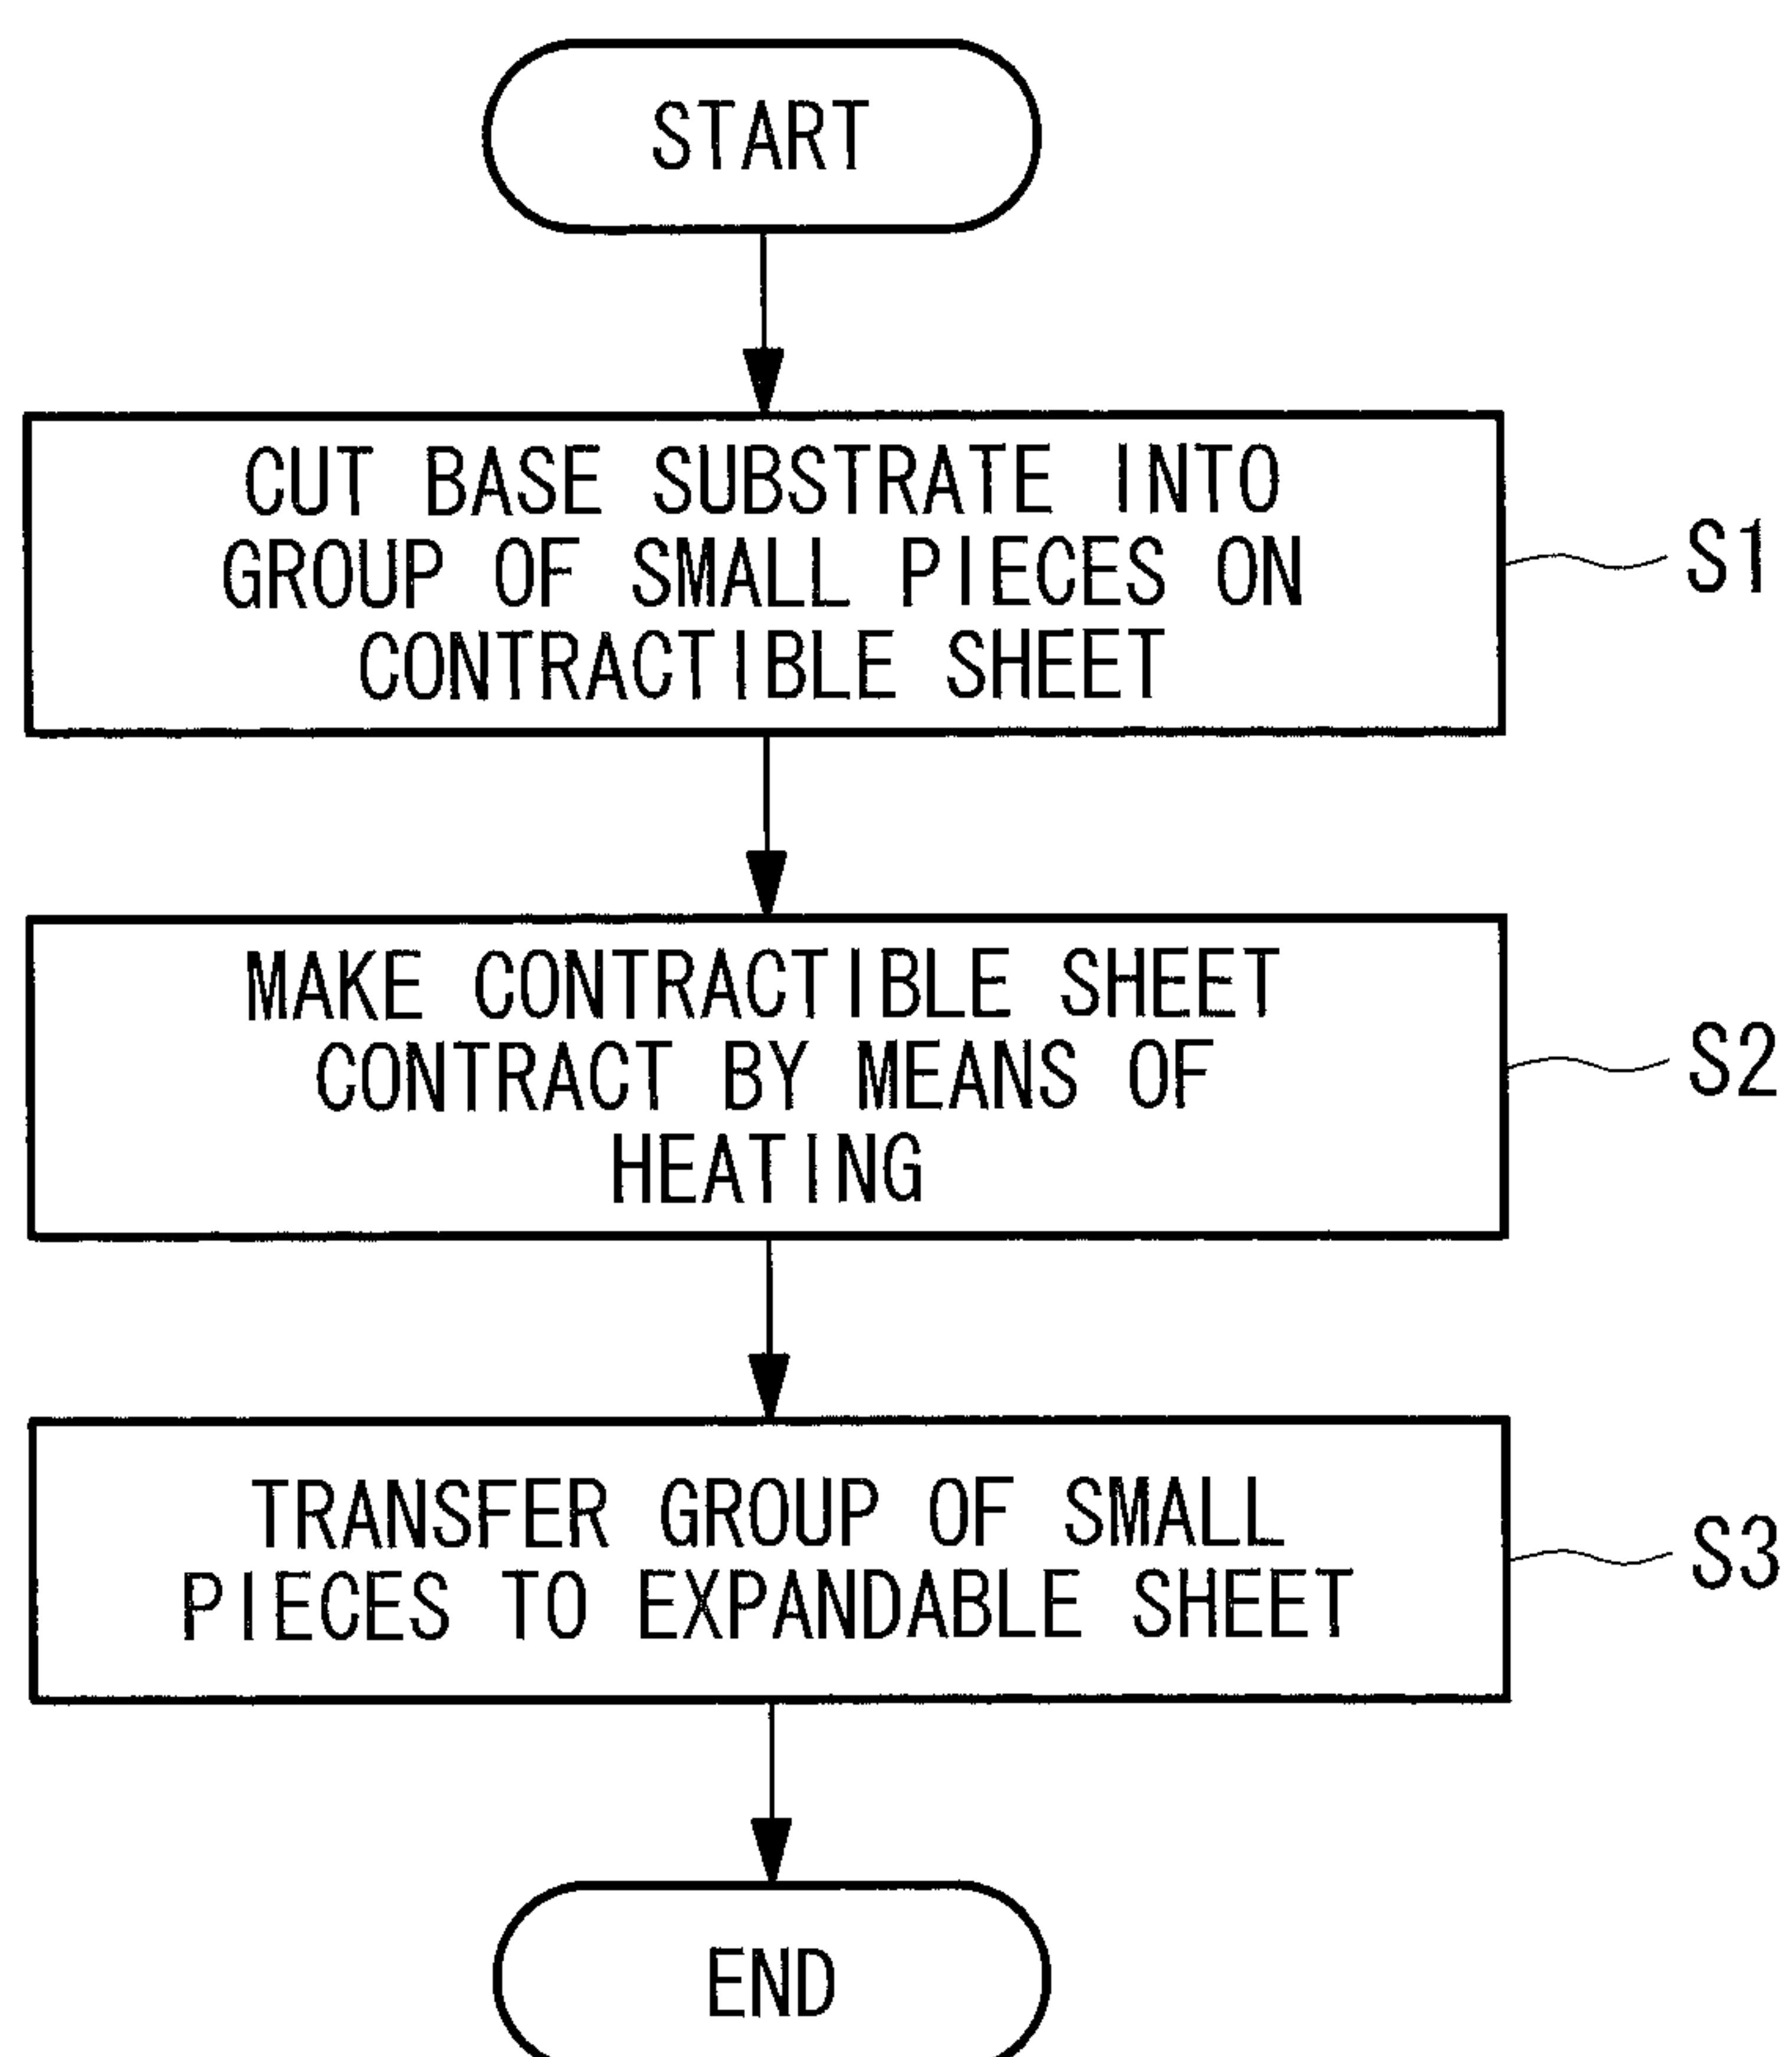 START
CUT BASE SUBSTRATE INTO
GROUP OF SMALL PIECES ON
CONTRACTIBLE SHEET
S1
MAKE CONTRACTIBLE SHEET
CONTRACT BY MEANS OF
HEATING
S2
TRANSFER GROUP OF SMALL
PIECES TO EXPANDABLE SHEET
S3
END